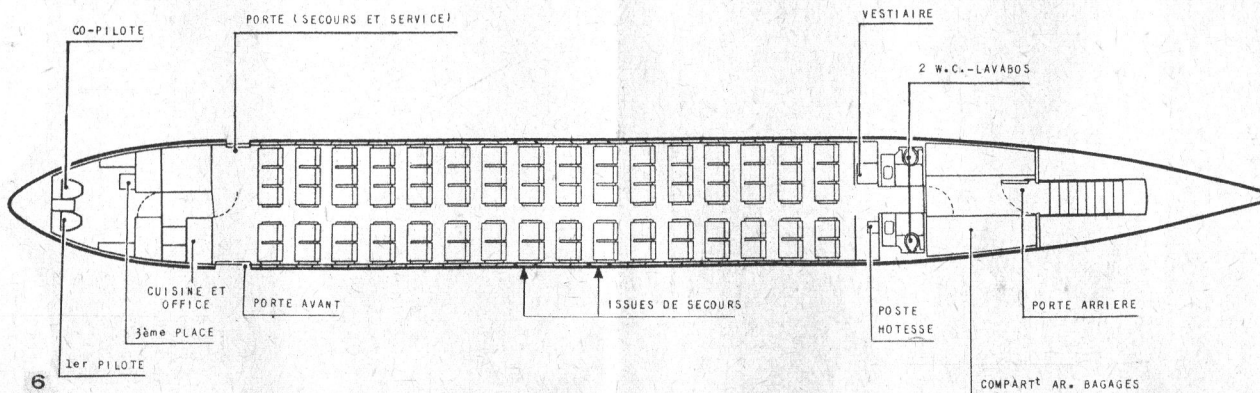 CO-PILOTE
PORTE (SECOURS ET SERVICE)
VESTIAIRE
2 W.C.-LAVABOS
CUISINE ET
OFFICE
PORTE AVANT
ISSUES DE SECOURS
POSTE
HOTESSE
PORTE ARRIERE
3ème PLACE
1er PILOTE
COMPARTt AR. BAGAGES
6